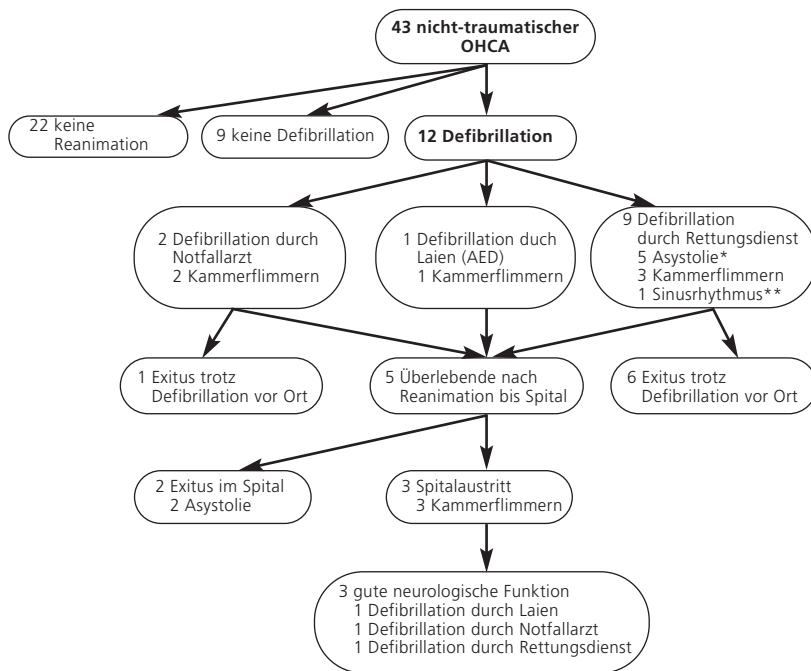 43 nicht-traumatischer
OHCA
22 keine
Reanimation
9 keine Defibrillation
12 Defibrillation
2 Defibrillation durch
Notfallarzt
2 Kammerflimmern
1 Defibrillation duch
Laien (AED)
1 Kammerflimmern
9 Defibrillation
durch Rettungsdienst
5 Asystolie*
3 Kammerflimmern
1 Sinusrhythmus**
1 Exitus trotz
Defibrillation vor Ort
5 Überlebende nach
Reanimation bis Spital
6 Exitus trotz
Defibrillation vor Ort
2 Exitus im Spital
2 Asystolie
3 Spitalaustritt
3 Kammerflimmern
3 gute neurologische Funktion
1 Defibrillation durch Laien
1 Defibrillation durch Notfallarzt
1 Defibrillation durch Rettungsdienst